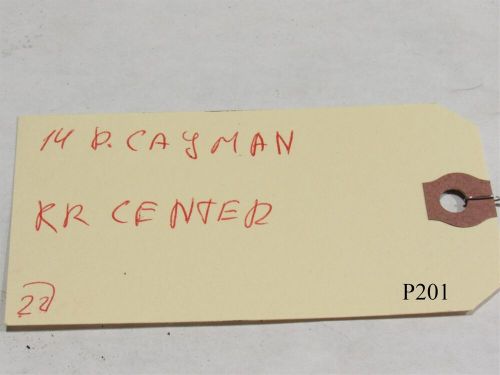 14 P. CAYMAN
RR CENTER
22
P201